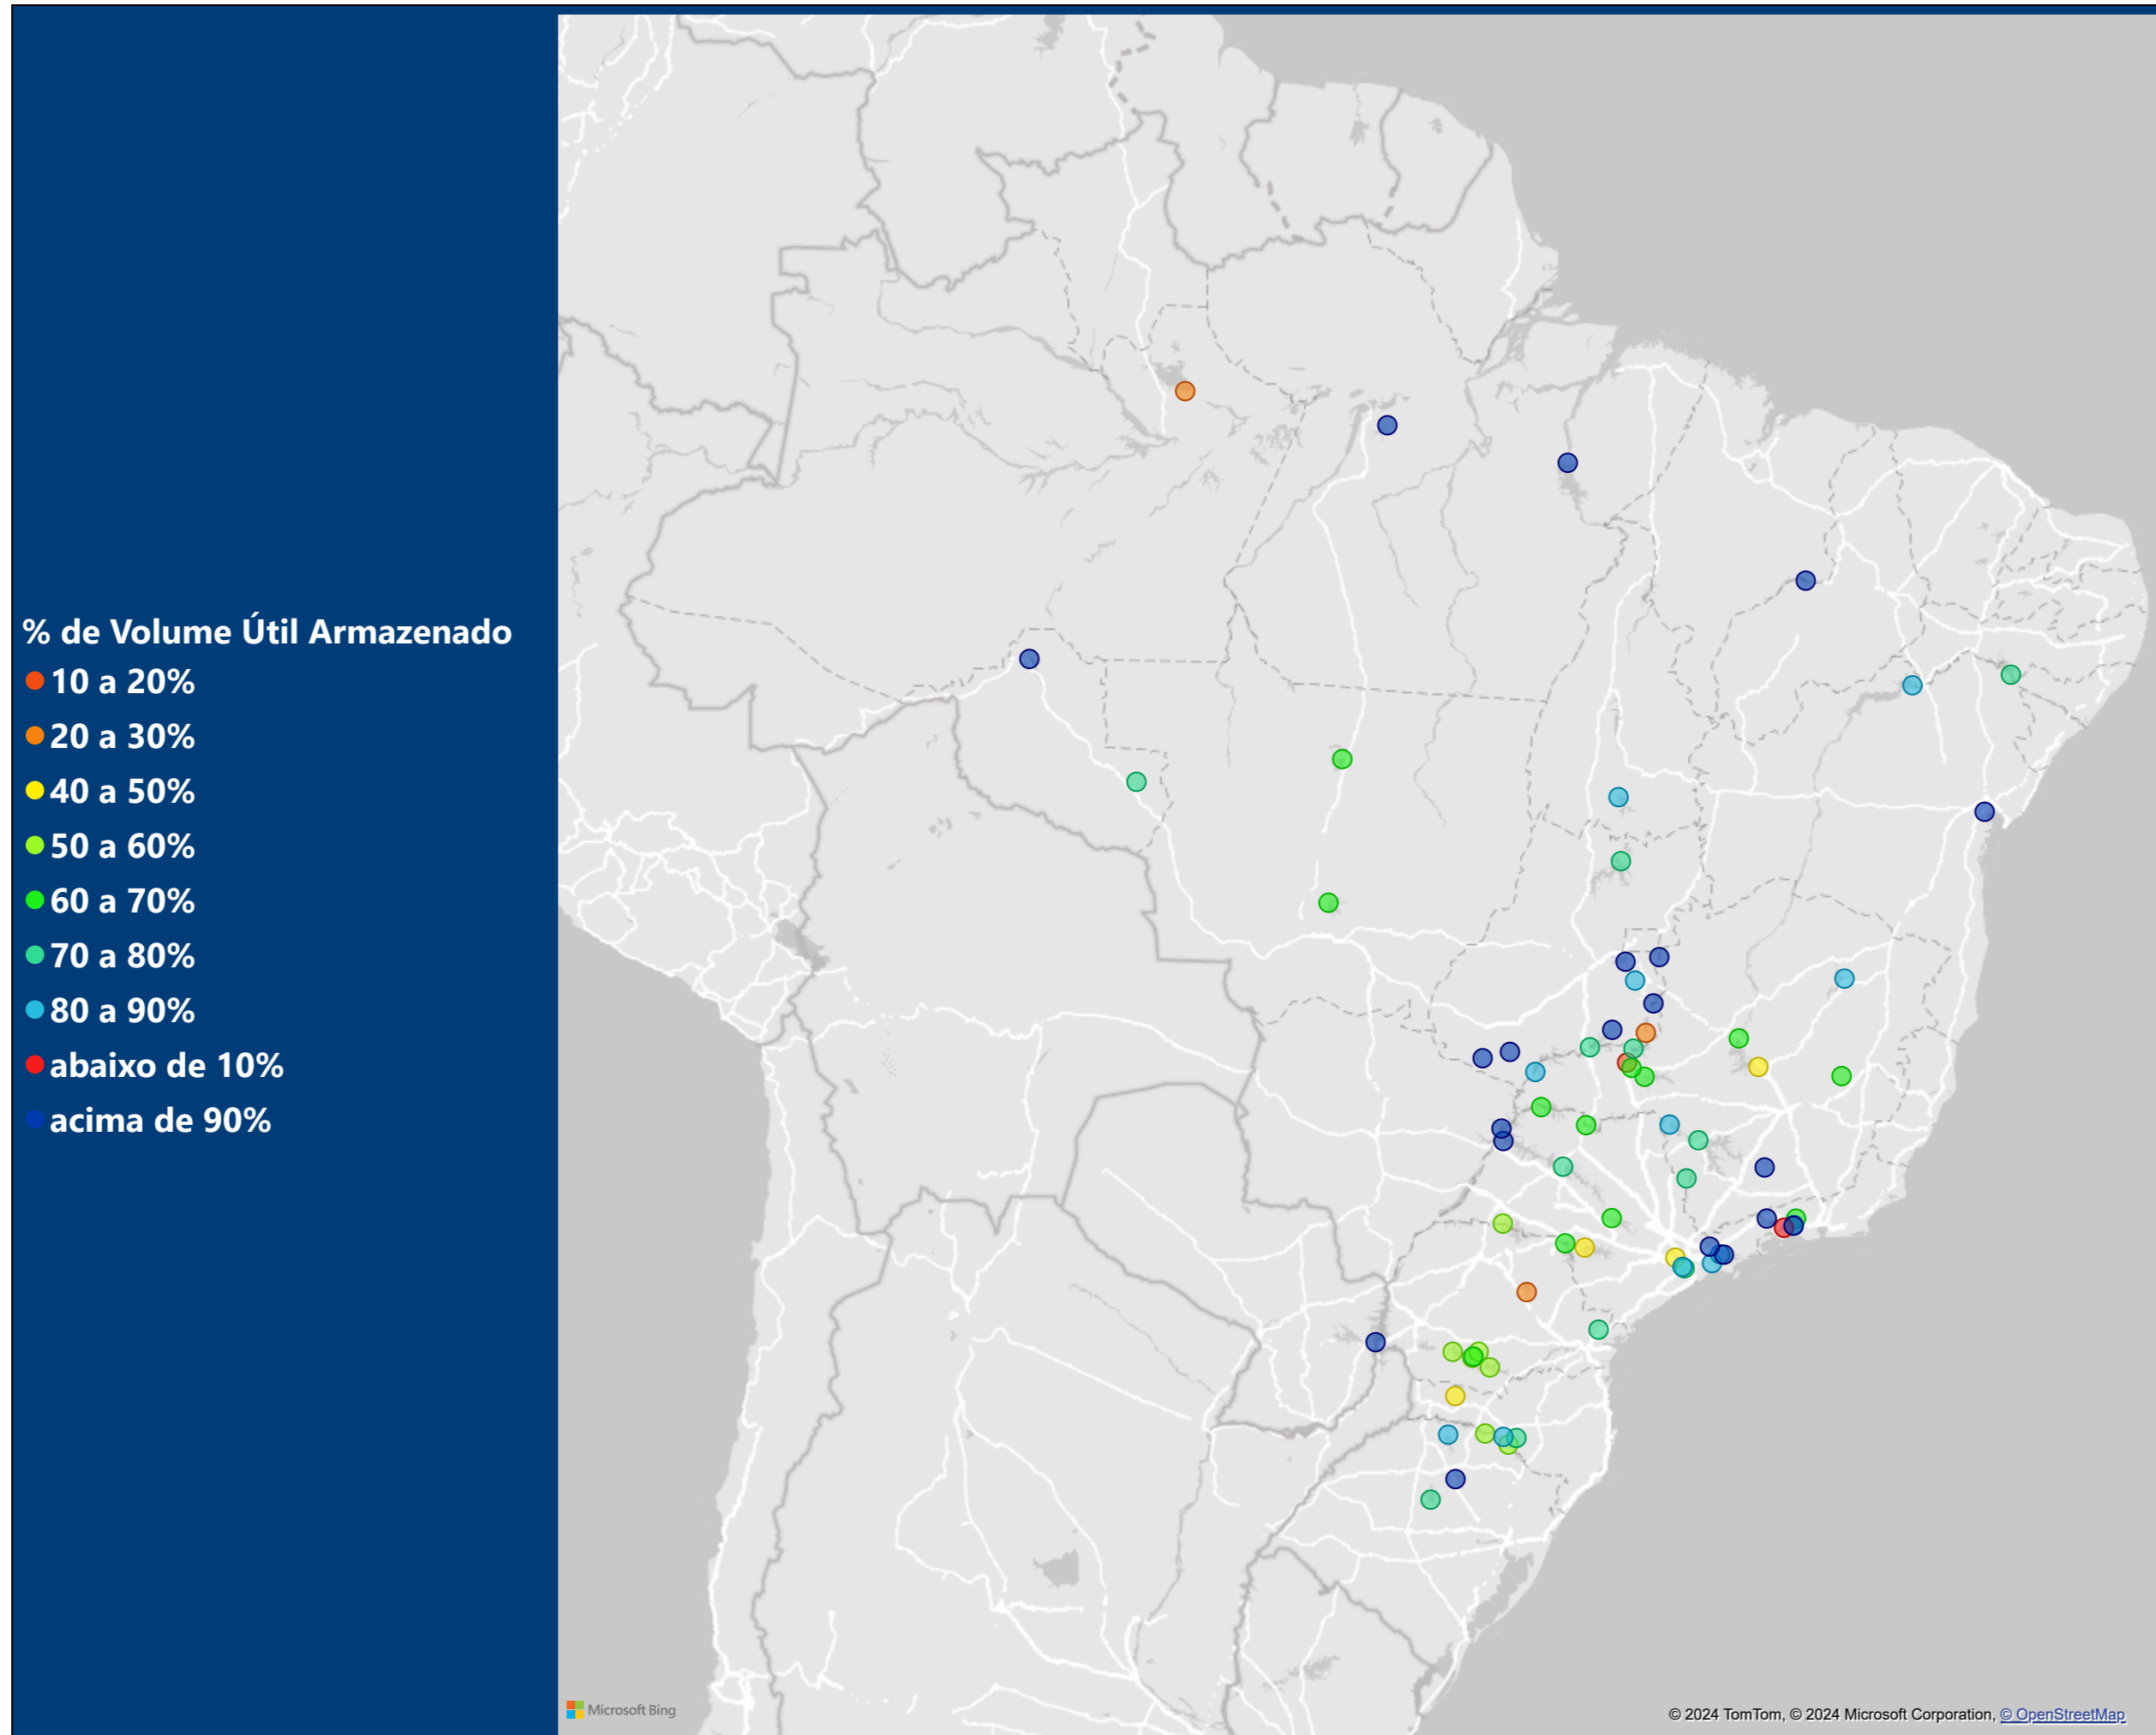 % de Volume Útil Armazenado
10 a 20%
20 a 30%
40 a 50%
50 a 60%
60 a 70%
70 a 80%
80 a 90%
abaixo de 10%
acima de 90%
Microsoft Bing
© 2024 TomTom, © 2024 Microsoft Corporation, © OpenStreetMap